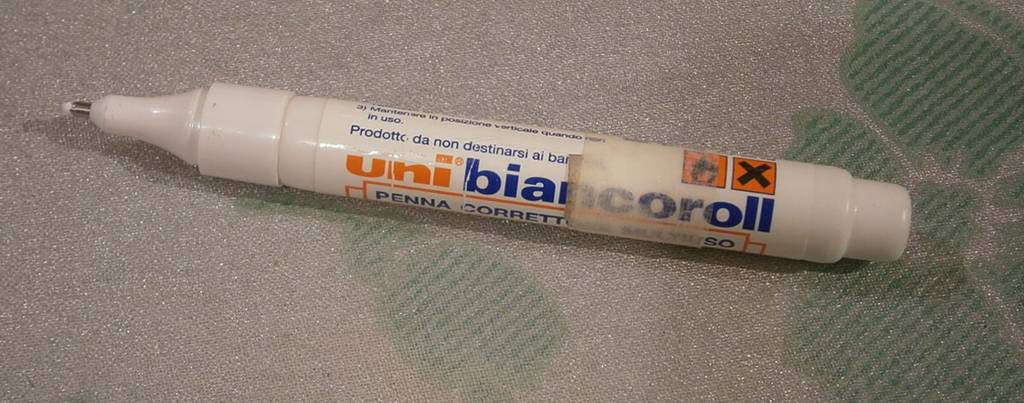 3) Mantenere in posizione verticale quando non
in uso.
Prodotto da non destinarsi ai bam
uni® biancoroll
PENNA CORRETT SO